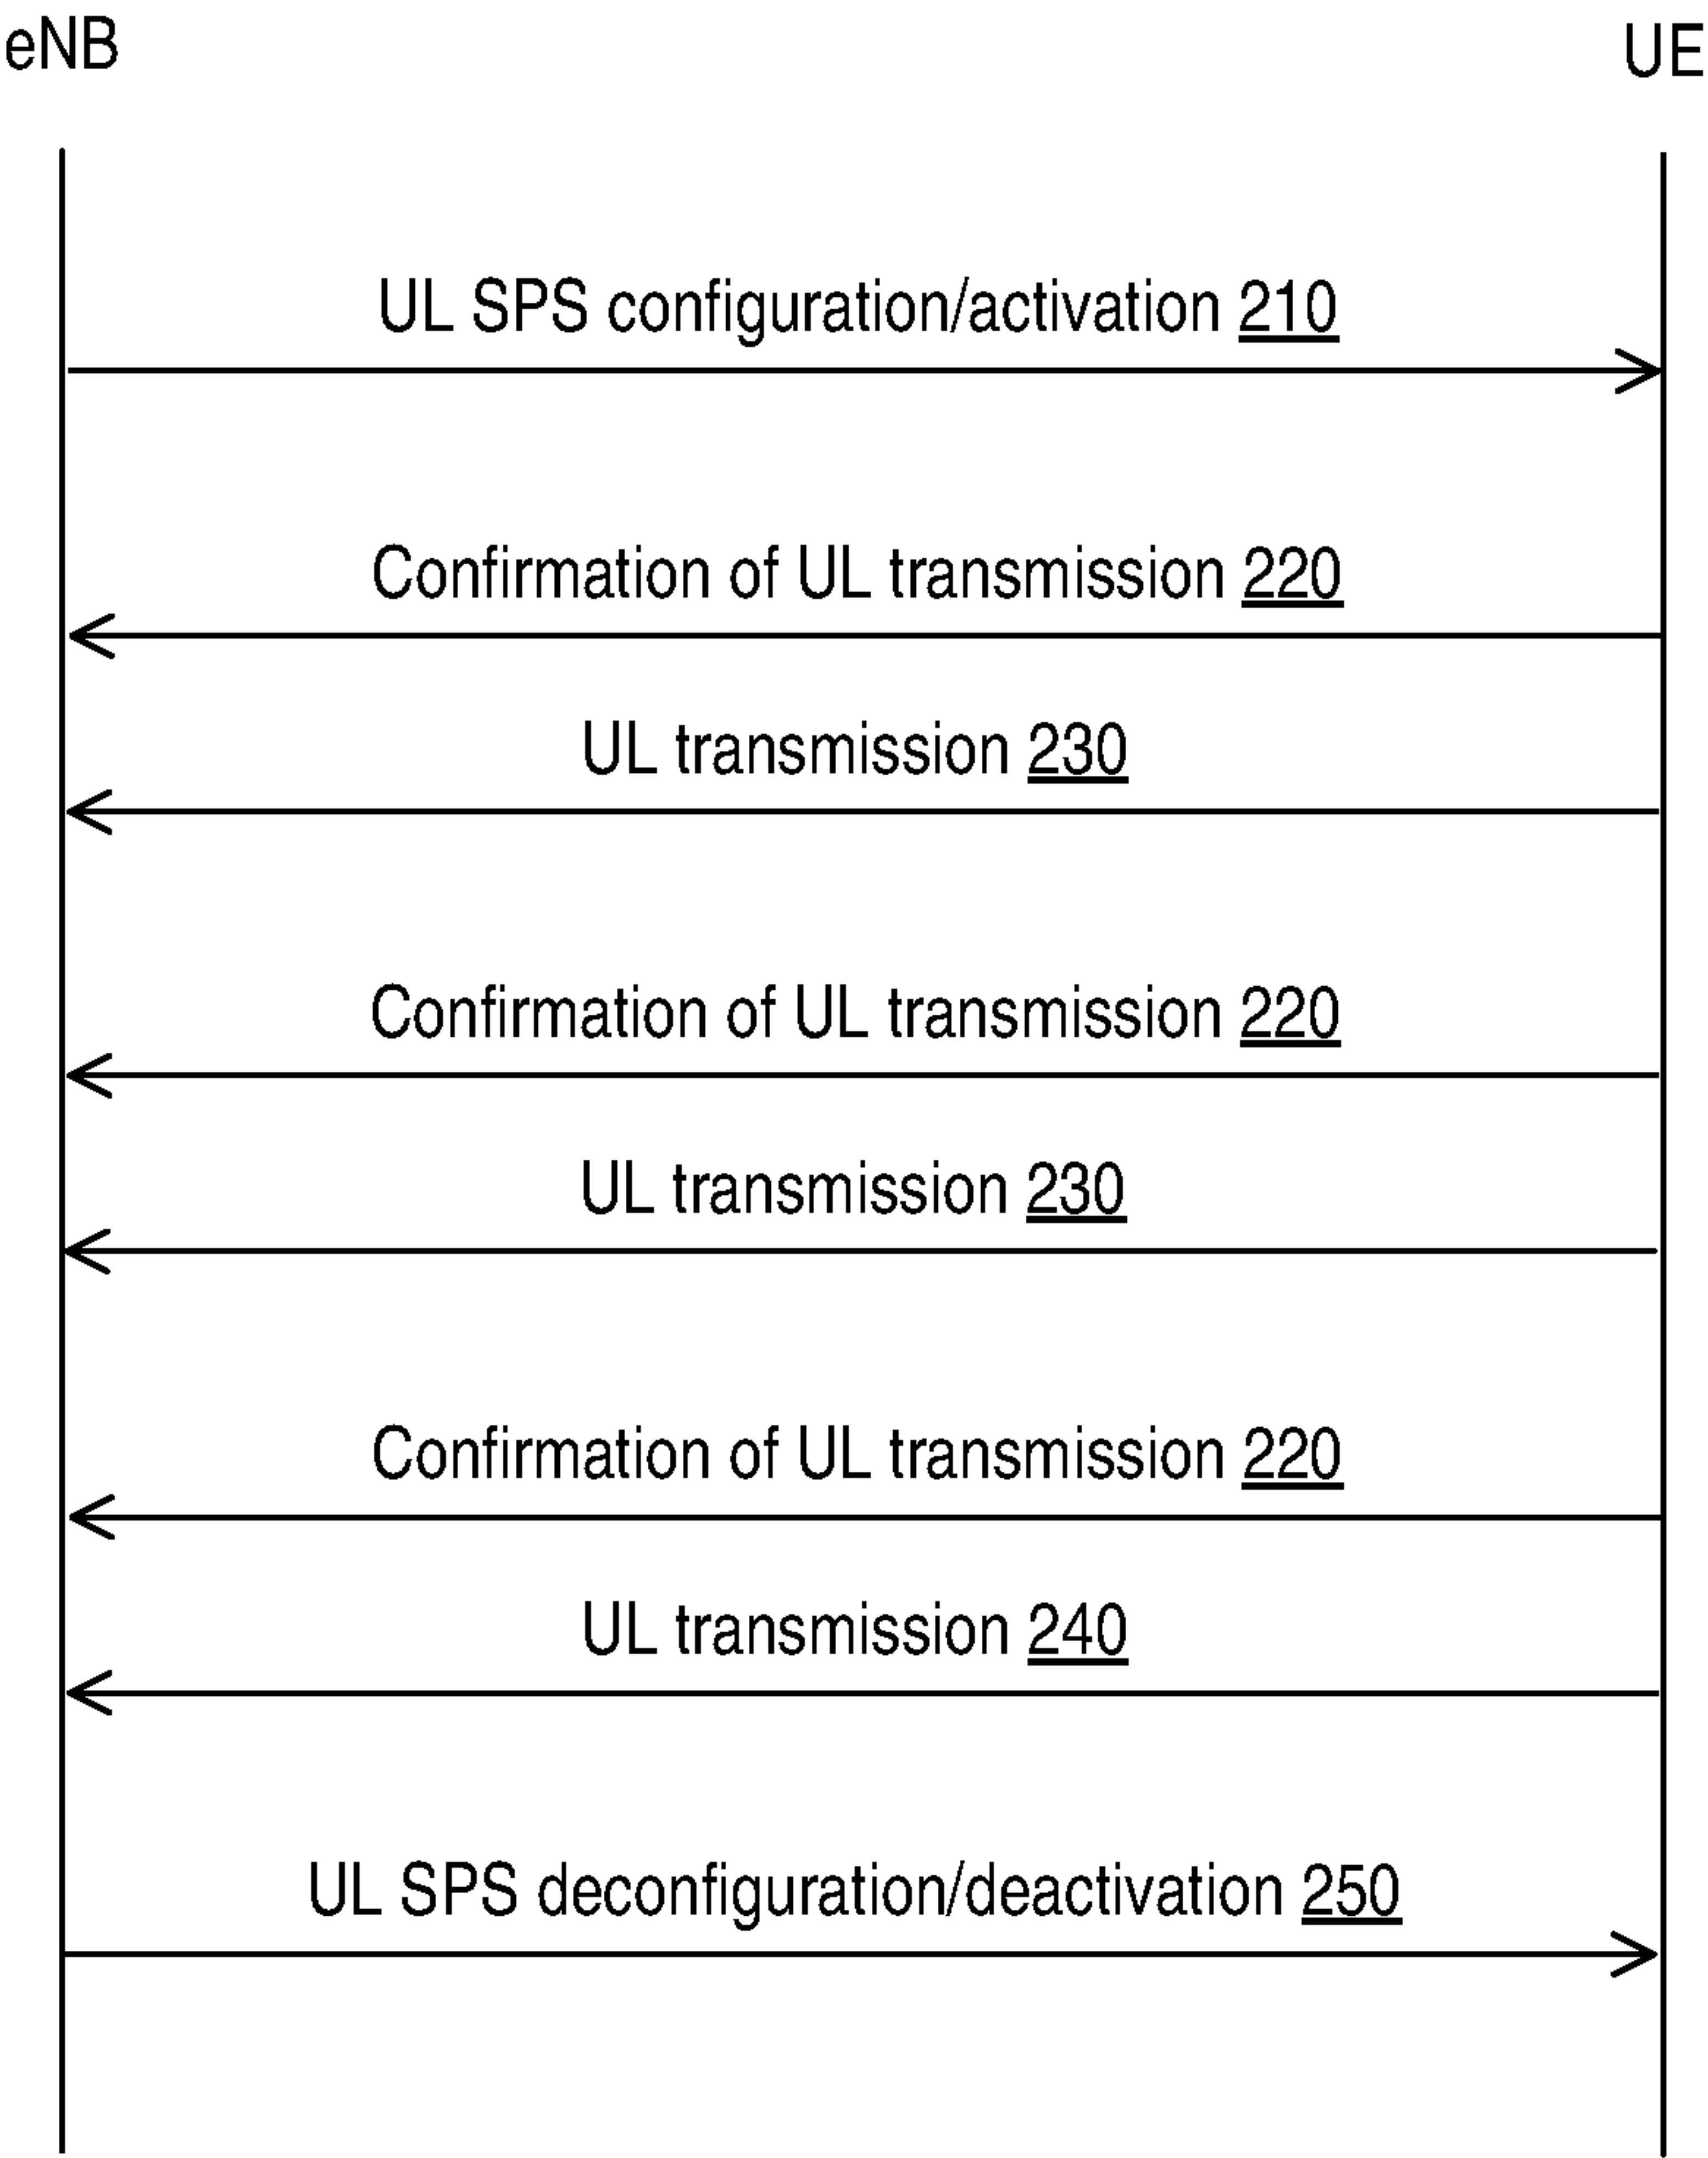 eNB
UE
UL SPS configuration/activation 210
Confirmation of UL transmission 220
UL transmission 230
Confirmation of UL transmission 220
UL transmission 230
Confirmation of UL transmission 220
UL transmission 240
UL SPS deconfiguration/deactivation 250